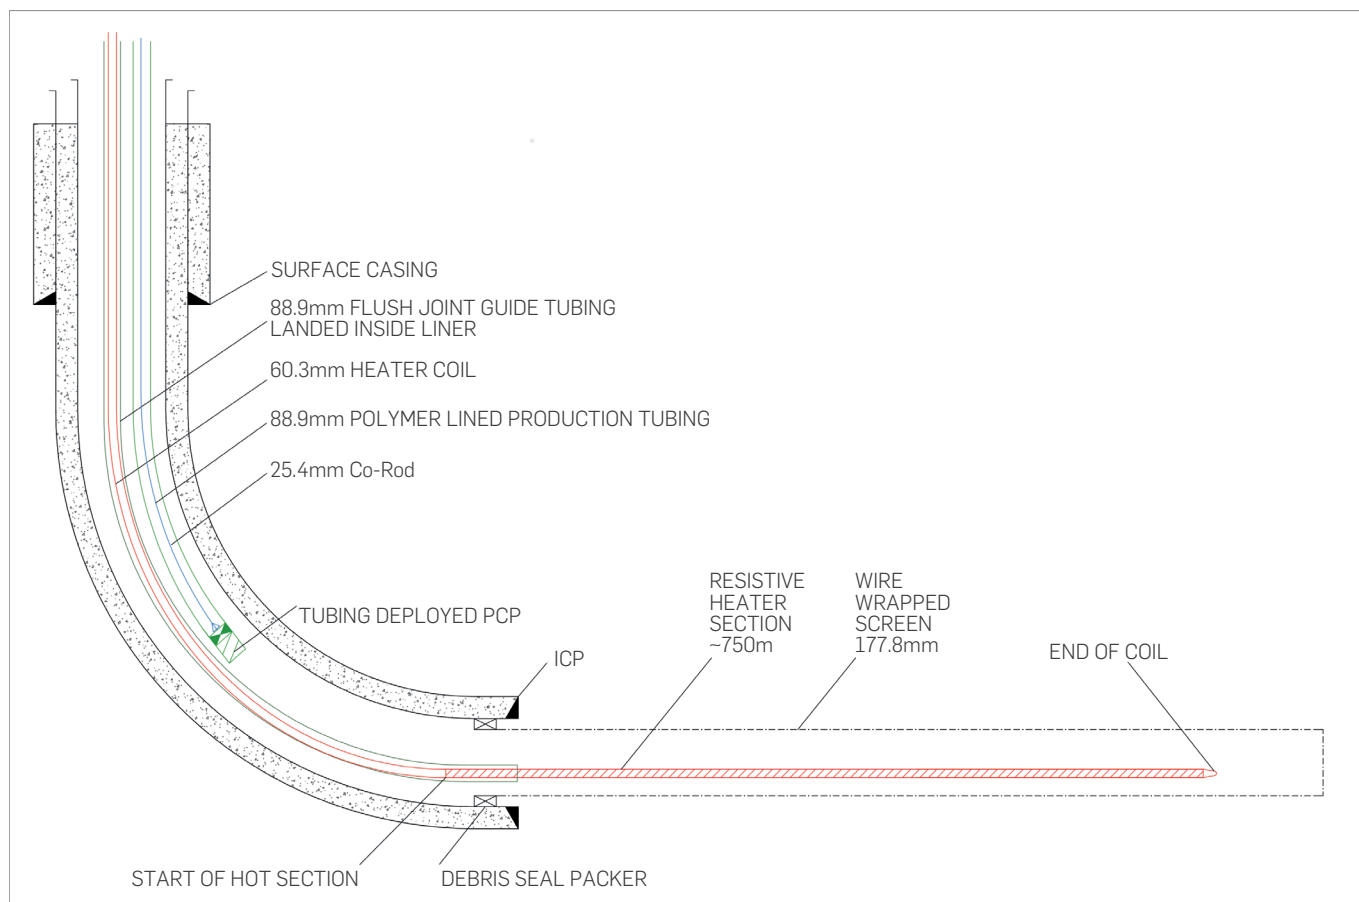 SURFACE CASING
88.9mm FLUSH JOINT GUIDE TUBING
LANDED INSIDE LINER
60.3mm HEATER COIL
88.9mm POLYMER LINED PRODUCTION TUBING
25.4mm Co-Rod
TUBING DEPLOYED PCP
ICP
RESISTIVE
HEATER
SECTION
~750m
WIRE
WRAPPED
SCREEN
177.8mm
END OF COIL
START OF HOT SECTION
DEBRIS SEAL PACKER